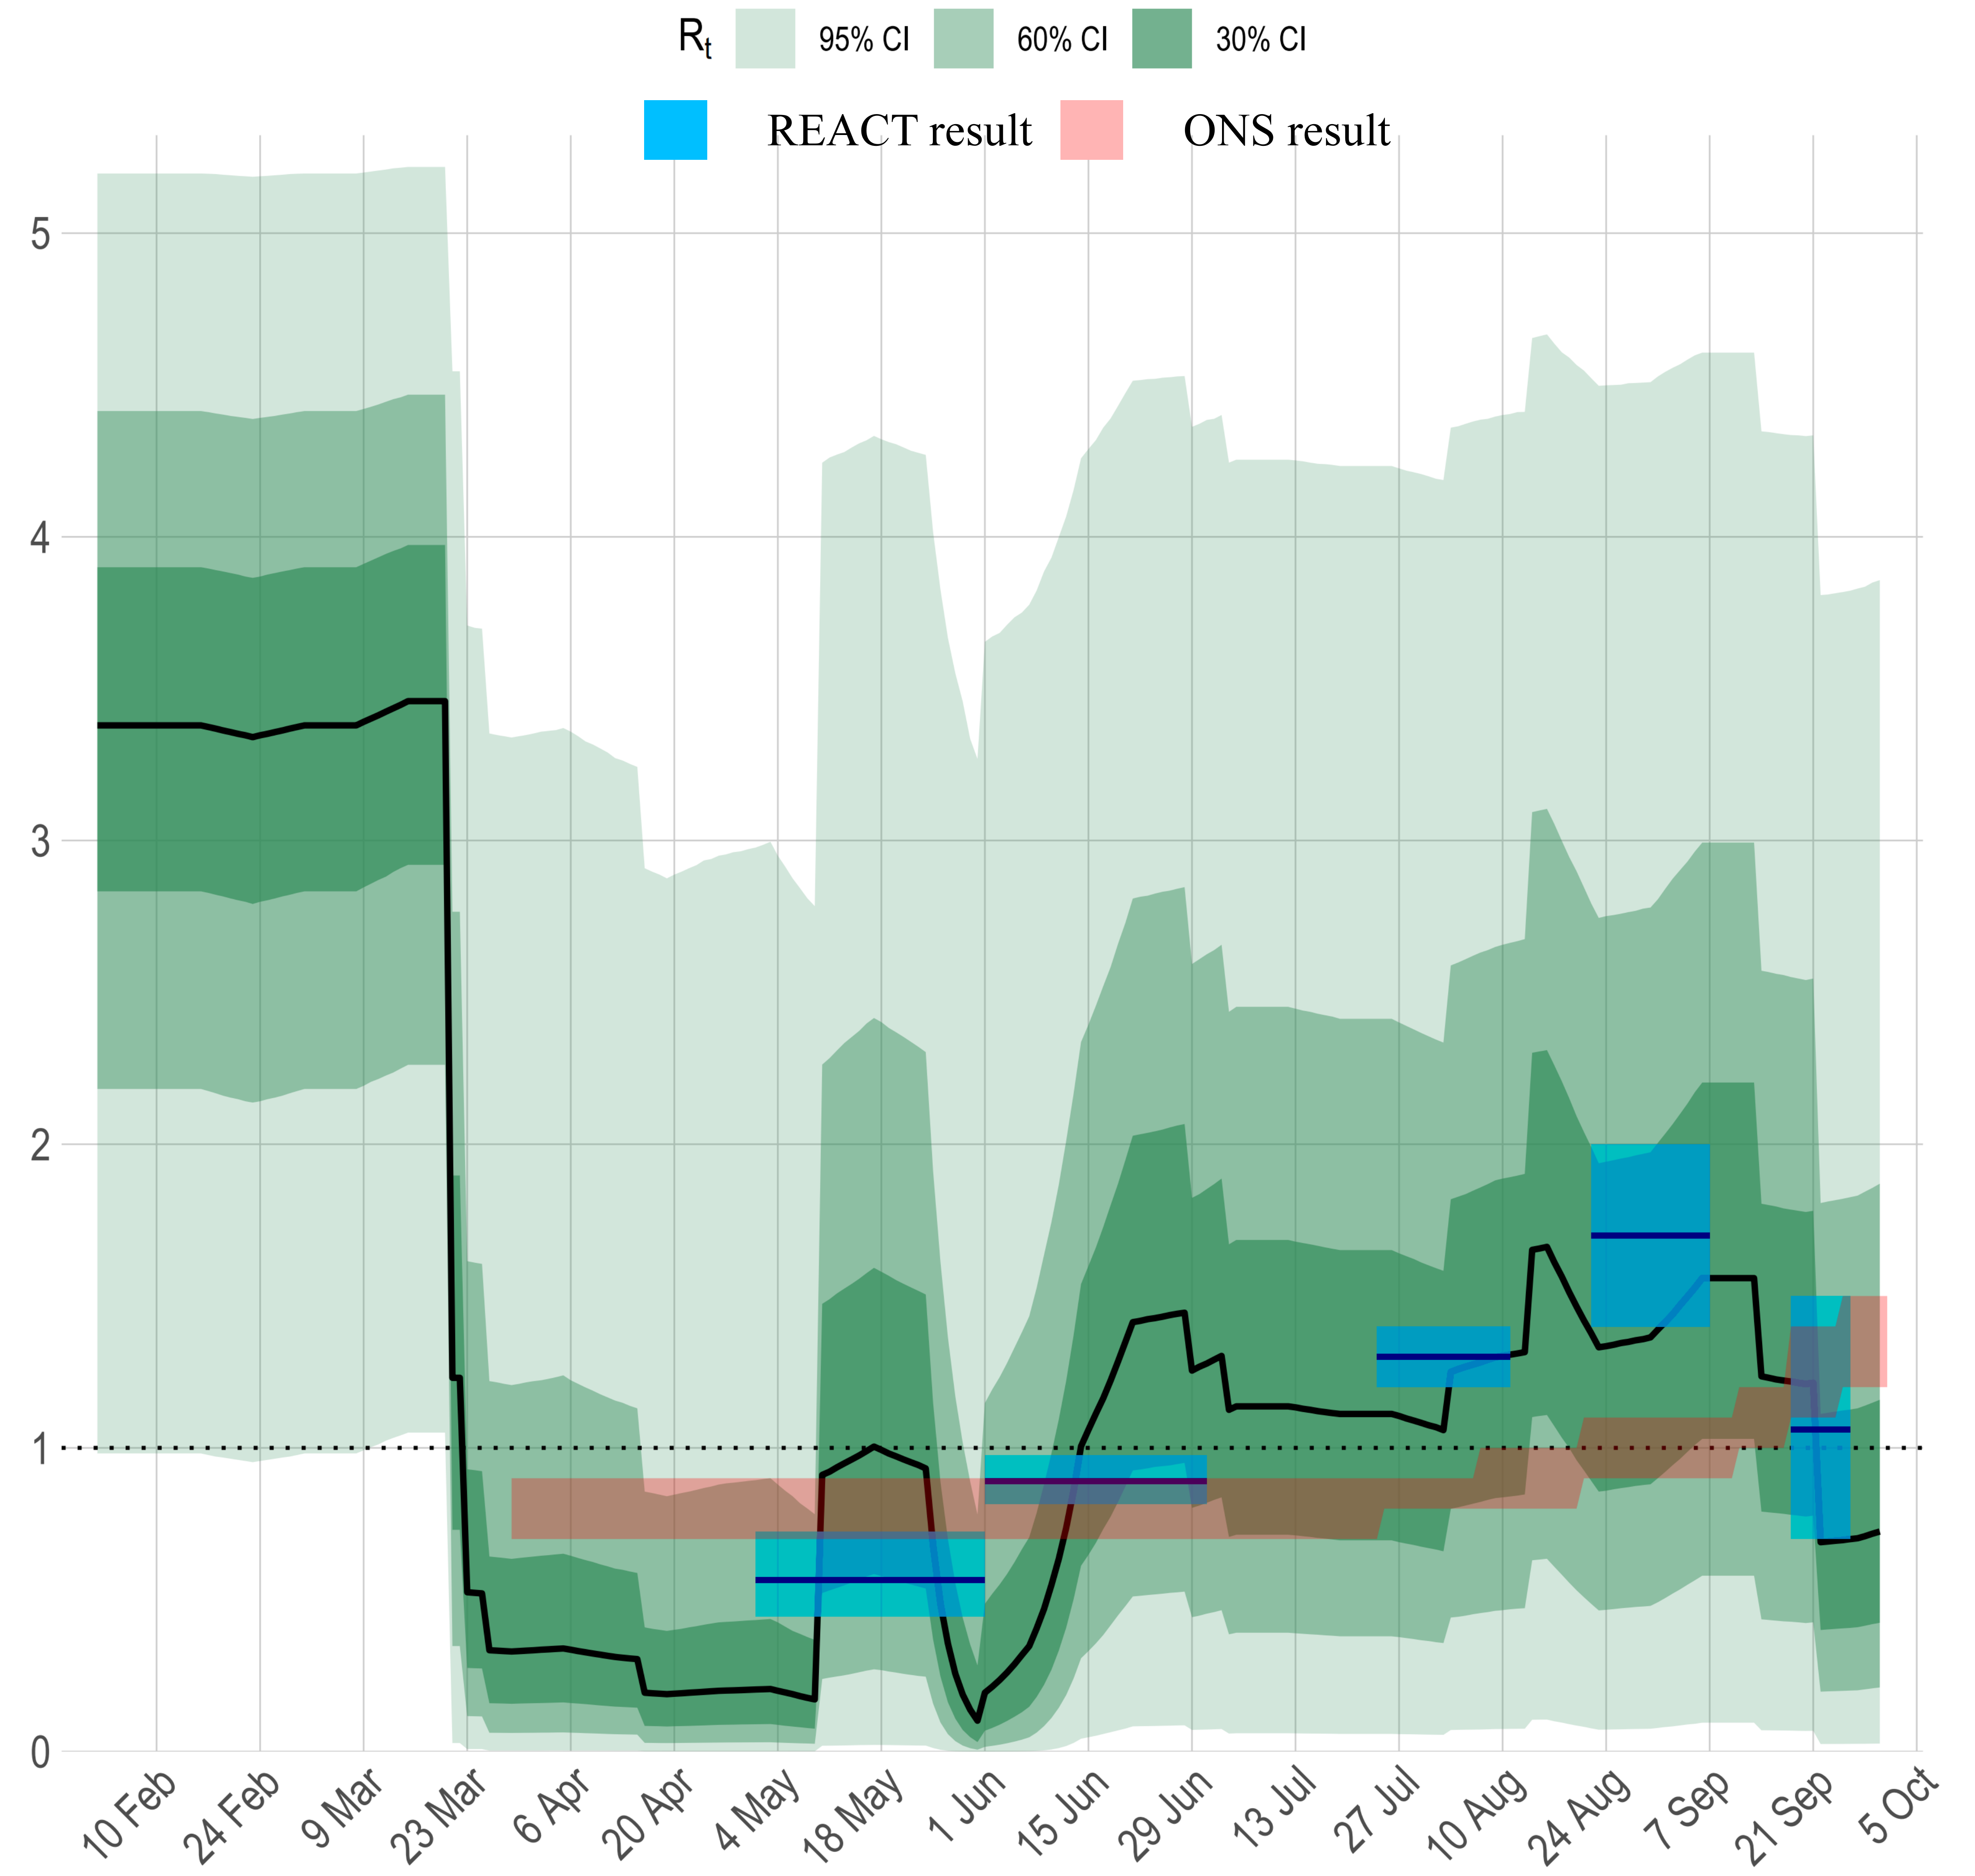 Rt 95% CI 60% CI 30% CI
REACT result ONS result
5
4
3
2
1
0
10 Feb 24 Feb 9 Mar 23 Mar 6 Apr 20 Apr 4 May 18 May 1 Jun 15 Jun 29 Jun 13 Jul 27 Jul 10 Aug 24 Aug 7 Sep 21 Sep 5 Oct